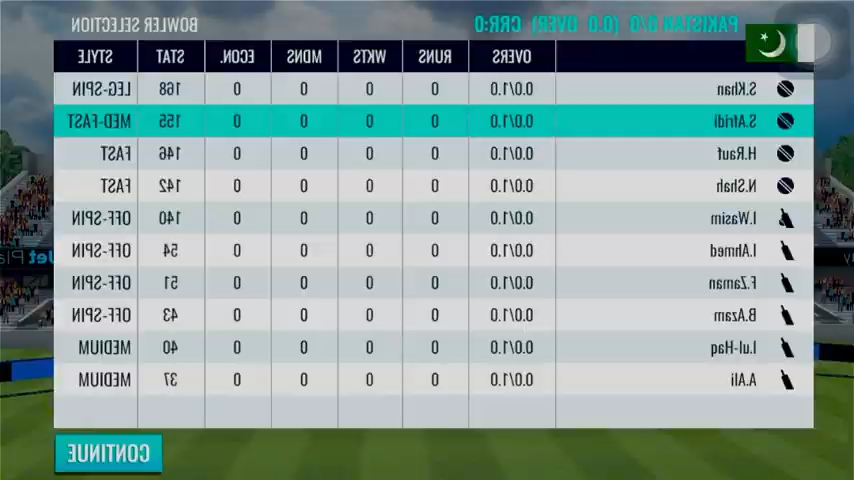 PAKISTAN 0/0 (0.0 OVER) CRR:0 BOWLER SELECTION
OVERS RUNS WKTS MDNS ECON. STAT STYLE
S.Khan 0.0/1.0 0 0 0 0 168 LEG-SPIN
S.Afridi 0.0/1.0 0 0 0 0 155 MED-FAST
H.Rauf 0.0/1.0 0 0 0 0 146 FAST
N.Shah 0.0/1.0 0 0 0 0 142 FAST
I.Wasim 0.0/1.0 0 0 0 0 140 OFF-SPIN
I.Ahmed 0.0/1.0 0 0 0 0 54 OFF-SPIN
F.Zaman 0.0/1.0 0 0 0 0 51 OFF-SPIN
B.Azam 0.0/1.0 0 0 0 0 43 OFF-SPIN
I.ul-Haq 0.0/1.0 0 0 0 0 40 MEDIUM
A.Ali 0.0/1.0 0 0 0 0 37 MEDIUM
CONTINUE